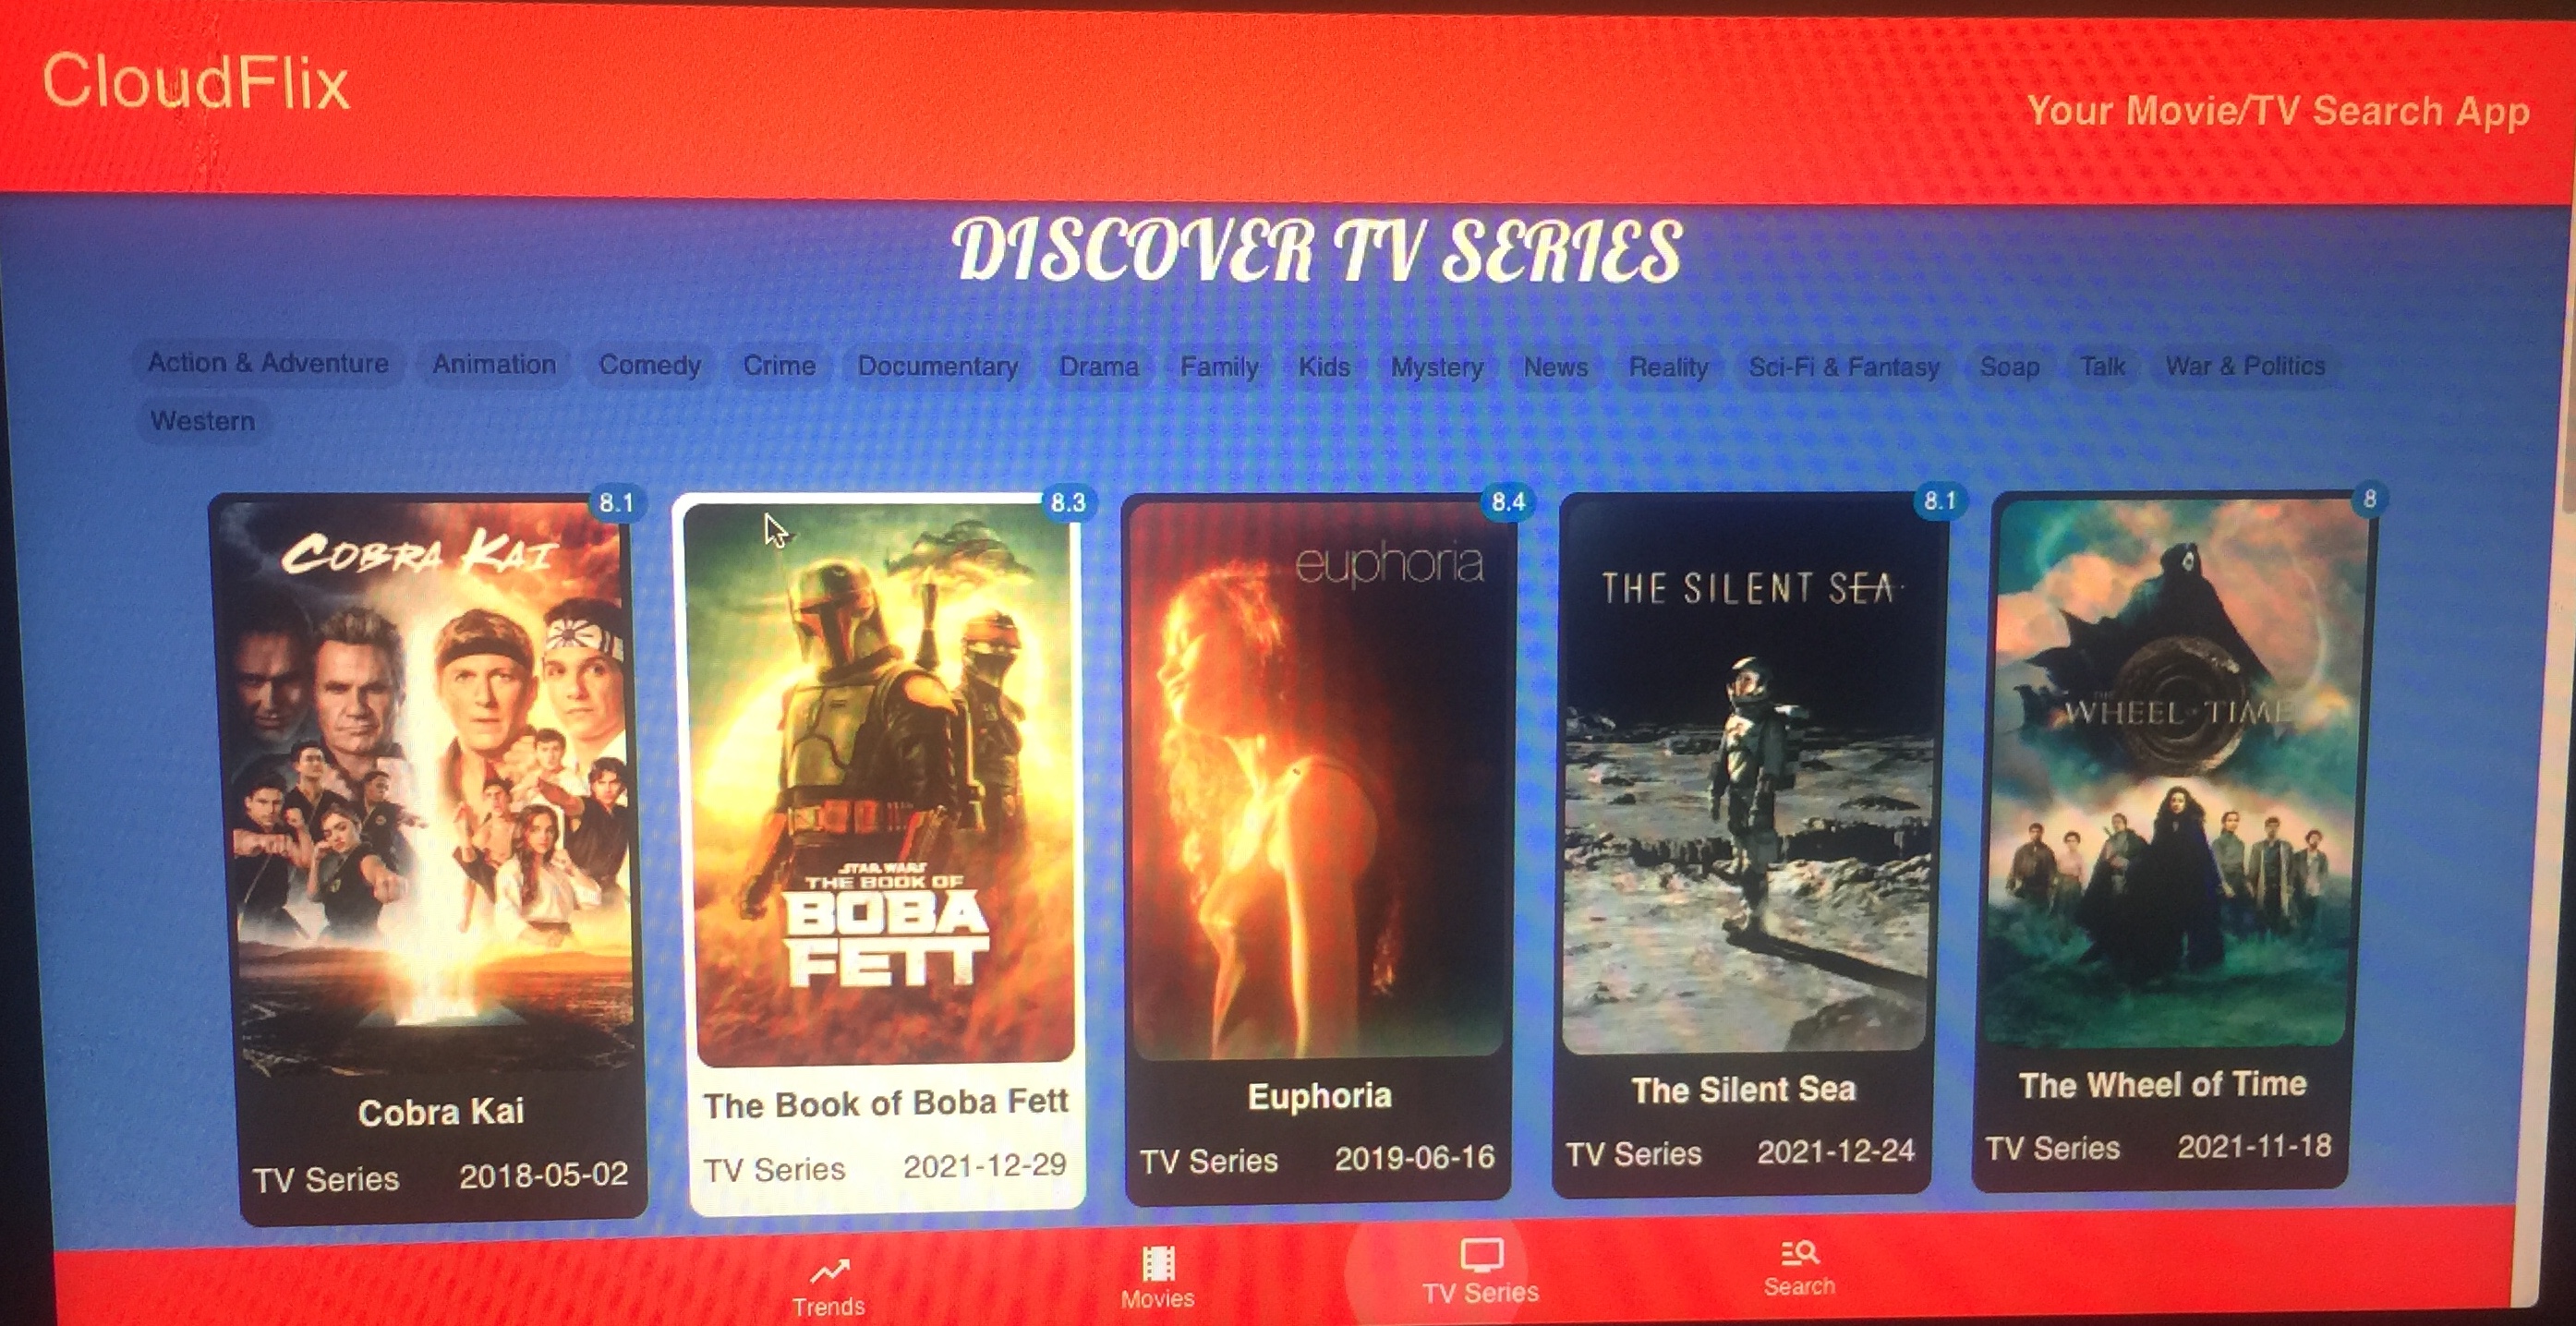 CloudFlix
Your Movie/TV Search App
DISCOVER TV SERIES
Action & Adventure Animation Comedy Crime Documentary Drama Family Kids Mystery News Reality Sci-Fi & Fantasy Soap Talk War & Politics
Western
8.1
COBRA KAI
Cobra Kai
TV Series 2018-05-02
8.3
STAR WARS
THE BOOK OF
BOBA
FETT
The Book of Boba Fett
TV Series 2021-12-29
8.4
euphoria
Euphoria
TV Series 2019-06-16
8.1
THE SILENT SEA
The Silent Sea
TV Series 2021-12-24
8
THE
WHEEL OF TIME
The Wheel of Time
TV Series 2021-11-18
Trends
Movies
TV Series
Search